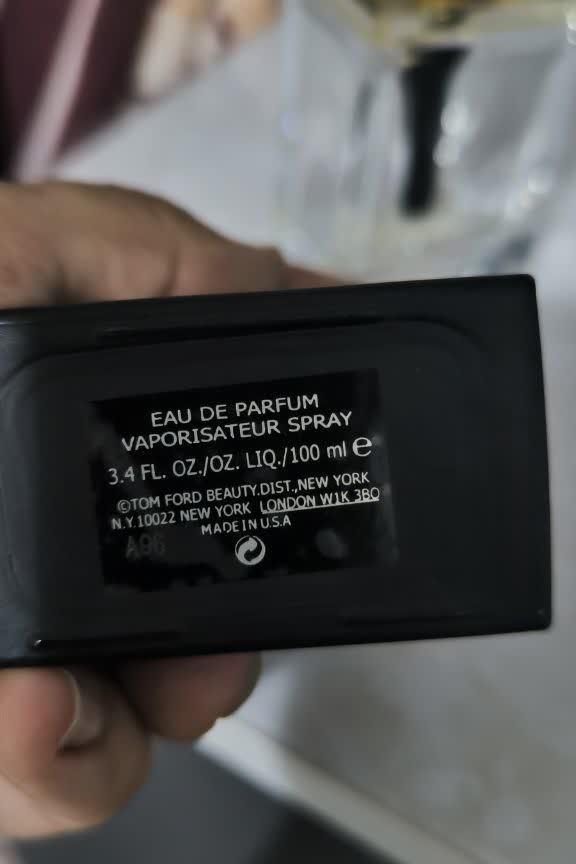 EAU DE PARFUM
VAPORISATEUR SPRAY
3.4 FL. OZ./OZ. LIQ./100 ml e
©TOM FORD BEAUTY.DIST.,NEW YORK
N.Y.10022 NEW YORK LONDON W1K 3BQ
MADE IN U.S.A
A96